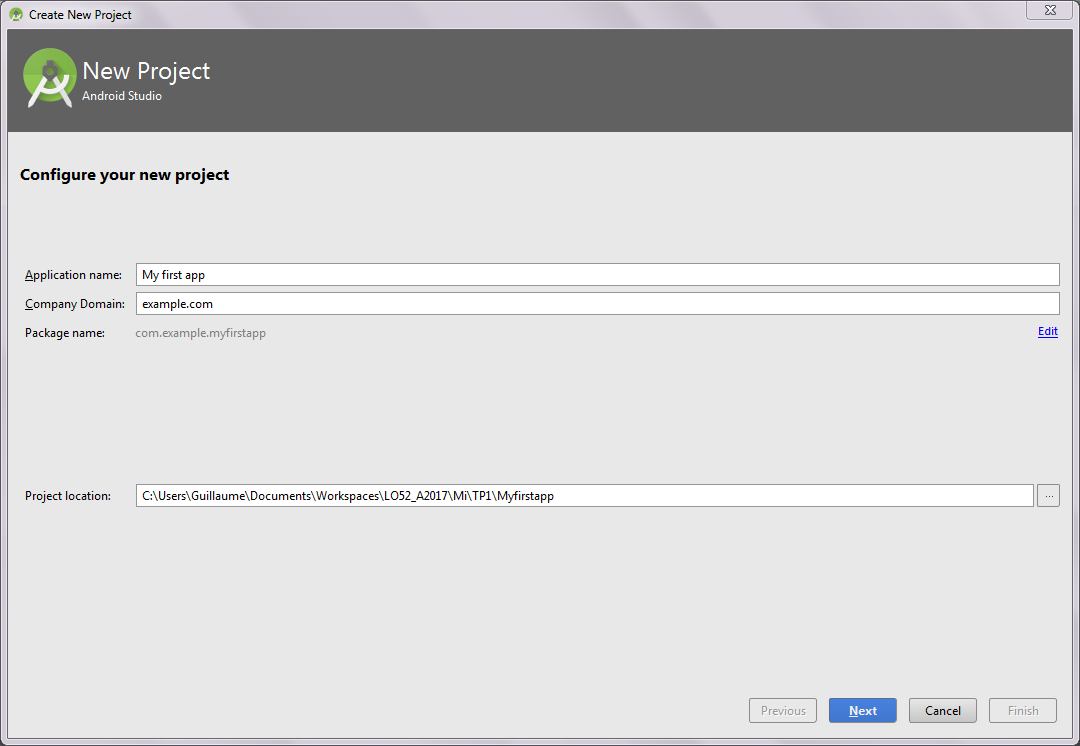 Create New Project
New Project
Android Studio
Configure your new project
Application name: My first app
Company Domain: example.com
Package name: com.example.myfirstapp Edit
Project location: C:\Users\Guillaume\Documents\Workspaces\LO52_A2017\Mi\TP1\Myfirstapp ...
Previous Next Cancel Finish